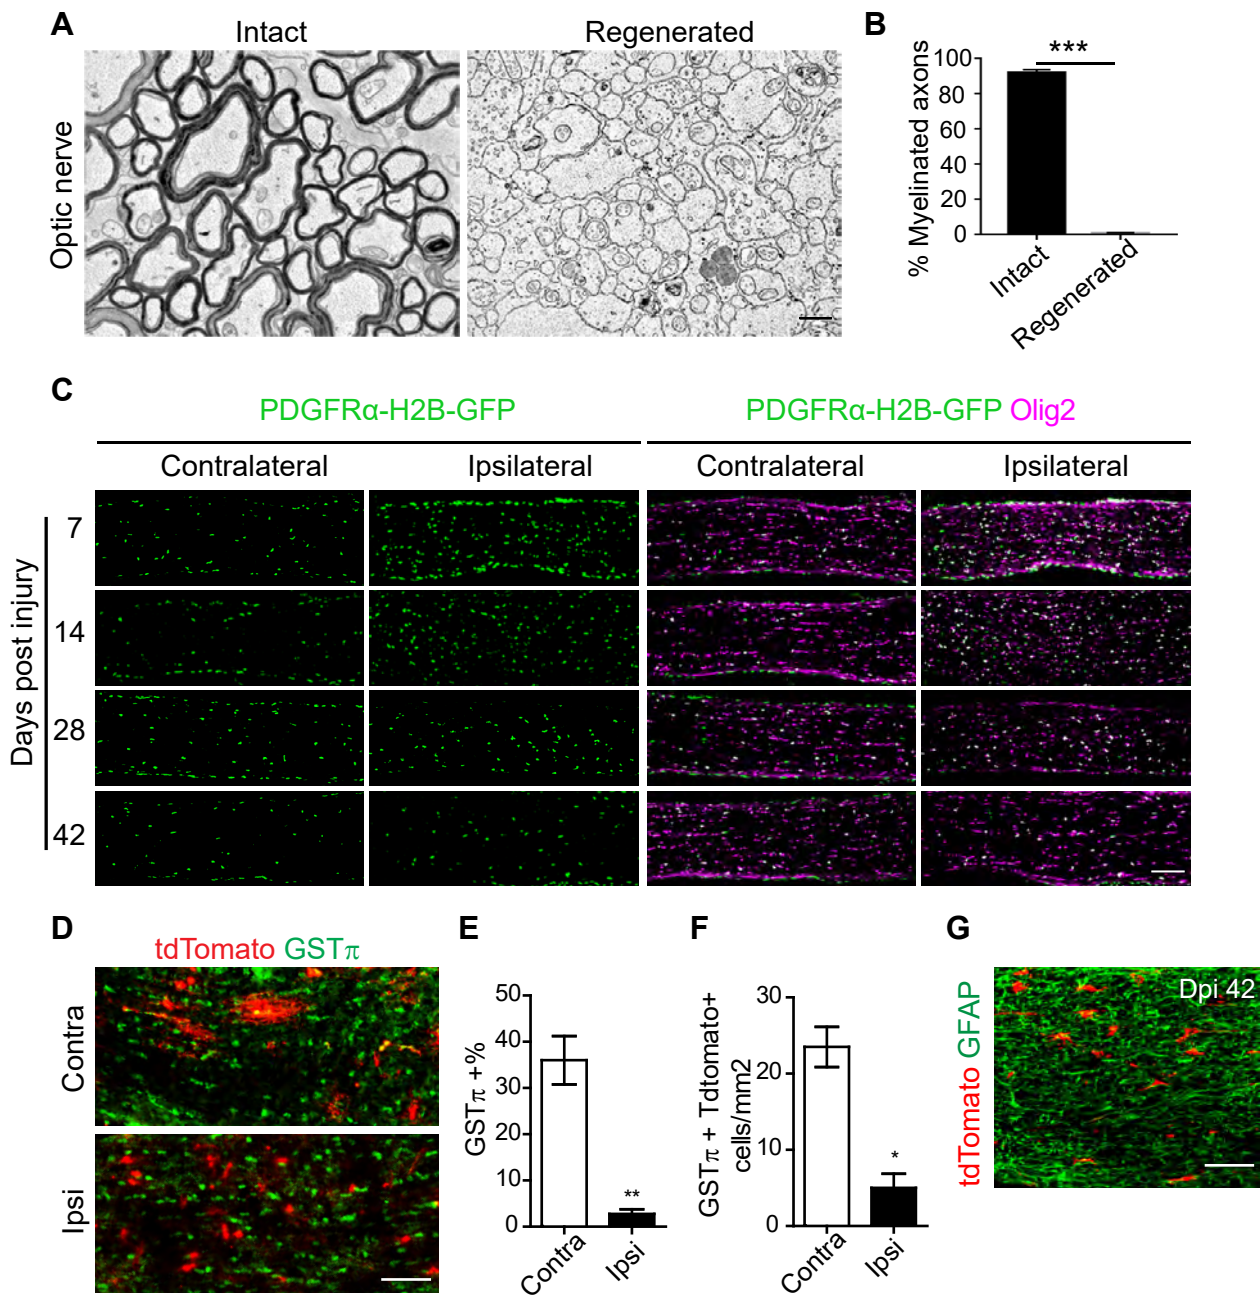 A
Intact
Regenerated
Optic nerve
B
***
% Myelinated axons
100
80
60
40
20
0
Intact
Regenerated
C
PDGFRα-H2B-GFP
PDGFRα-H2B-GFP Olig2
Contralateral
Ipsilateral
Contralateral
Ipsilateral
Days post injury
7
14
28
42
D
tdTomato GSTπ
Contra
Ipsi
E
GSTπ +%
50
40
30
20
10
0
**
Contra
Ipsi
F
GSTπ + Tdtomato+
cells/mm2
30
20
10
0
*
Contra
Ipsi
G
tdTomato GFAP
Dpi 42